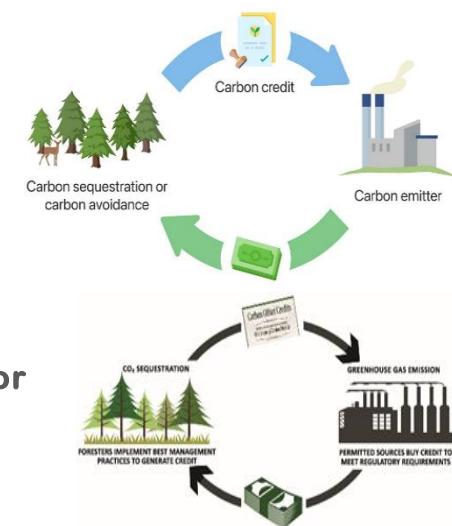 Carbon credit
Carbon sequestration or
carbon avoidance
Carbon emitter
or
Carbon Offset Credits
CO₂ SEQUESTRATION
GREENHOUSE GAS EMISSION
FORESTERS IMPLEMENT BEST MANAGEMENT
PRACTICES TO GENERATE CREDIT
PERMITTED SOURCES BUY CREDIT TO
MEET REGULATORY REQUIREMENTS